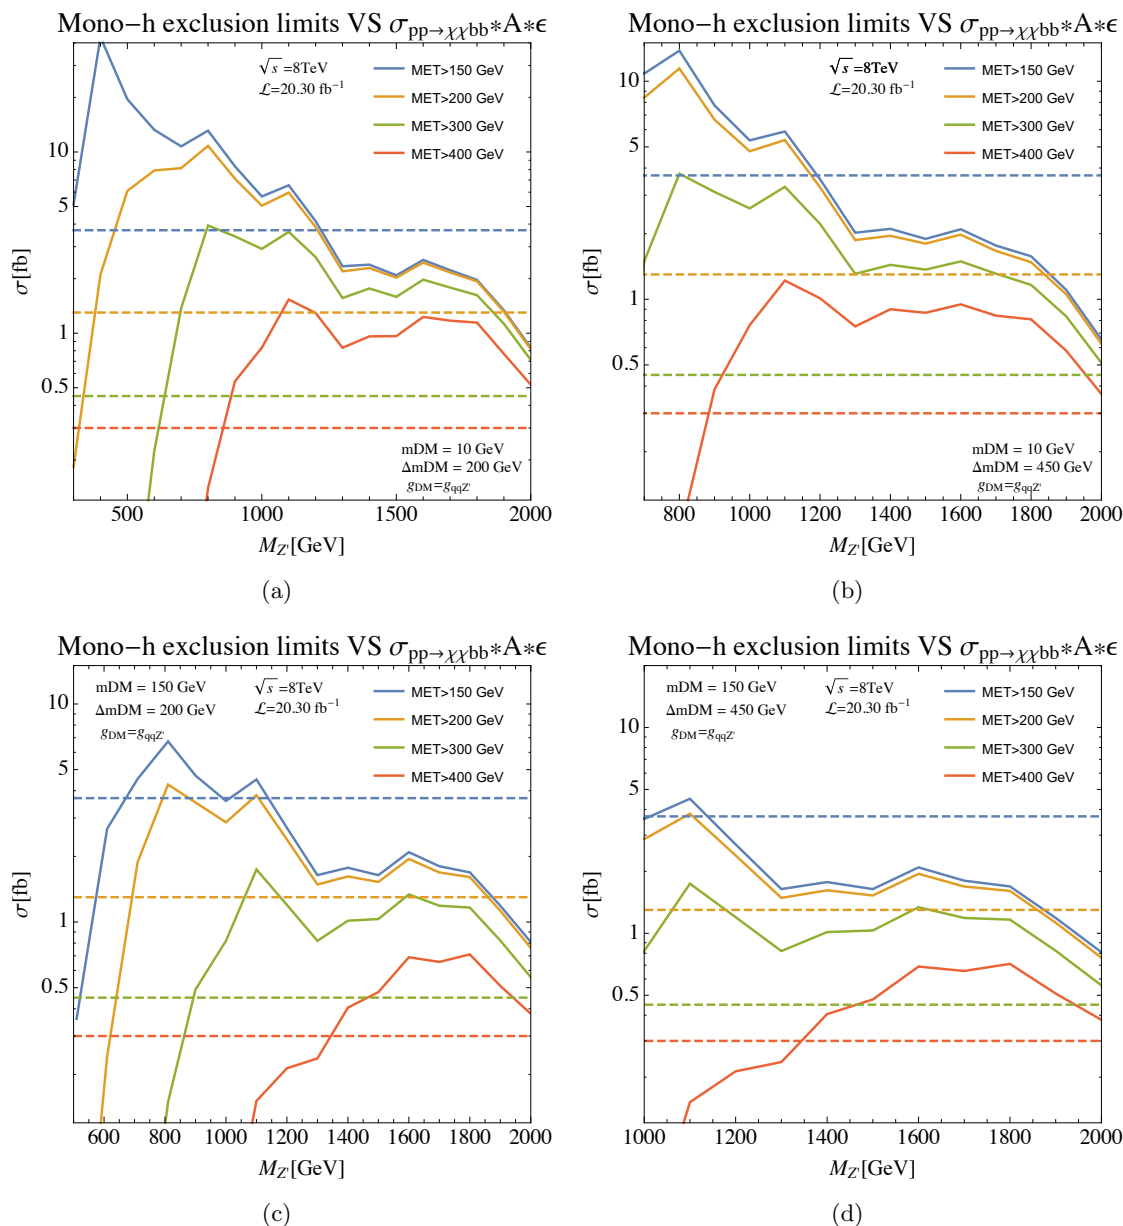 Mono−h exclusion limits VS σpp→χχbb*A*ϵ
√s =8TeV
ℒ=20.30 fb⁻¹
MET>150 GeV
MET>200 GeV
MET>300 GeV
MET>400 GeV
10
5
1
0.5
σ[fb]
mDM = 10 GeV
ΔmDM = 200 GeV
gDM=gqqZ'
500
1000
1500
2000
MZ'[GeV]
(a)
Mono−h exclusion limits VS σpp→χχbb*A*ϵ
√s =8TeV
ℒ=20.30 fb⁻¹
MET>150 GeV
MET>200 GeV
MET>300 GeV
MET>400 GeV
10
5
1
0.5
σ[fb]
mDM = 10 GeV
ΔmDM = 450 GeV
gDM=gqqZ'
800
1000
1200
1400
1600
1800
2000
MZ'[GeV]
(b)
Mono−h exclusion limits VS σpp→χχbb*A*ϵ
mDM = 150 GeV
ΔmDM = 200 GeV
gDM=gqqZ'
√s =8TeV
ℒ=20.30 fb⁻¹
MET>150 GeV
MET>200 GeV
MET>300 GeV
MET>400 GeV
10
5
1
0.5
σ[fb]
600
800
1000
1200
1400
1600
1800
2000
MZ'[GeV]
(c)
Mono−h exclusion limits VS σpp→χχbb*A*ϵ
mDM = 150 GeV
ΔmDM = 450 GeV
gDM=gqqZ'
√s =8TeV
ℒ=20.30 fb⁻¹
MET>150 GeV
MET>200 GeV
MET>300 GeV
MET>400 GeV
10
5
1
0.5
σ[fb]
1000
1200
1400
1600
1800
2000
MZ'[GeV]
(d)